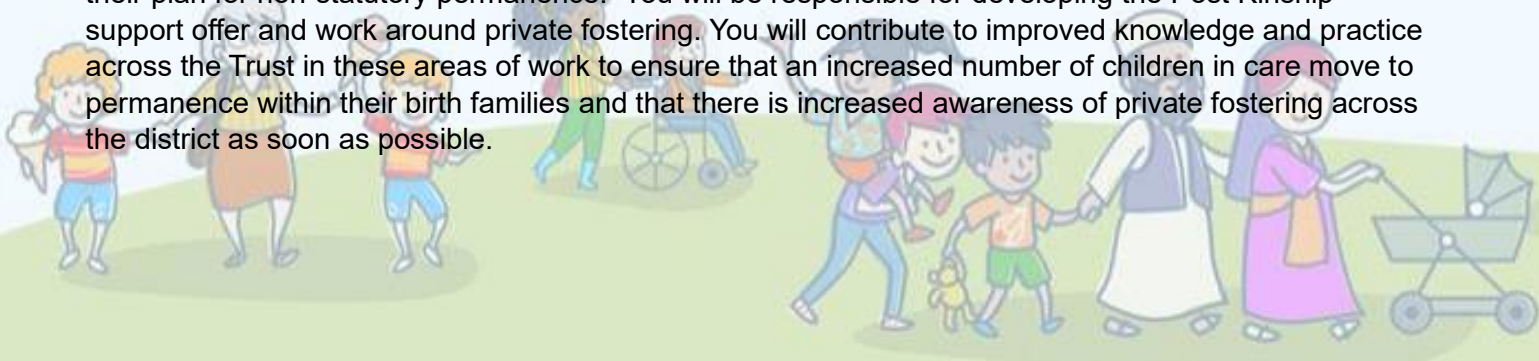 their plan for non-statutory permanence. You will be responsible for developing the Post Kinship
support offer and work around private fostering. You will contribute to improved knowledge and practice
across the Trust in these areas of work to ensure that an increased number of children in care move to
permanence within their birth families and that there is increased awareness of private fostering across
the district as soon as possible.